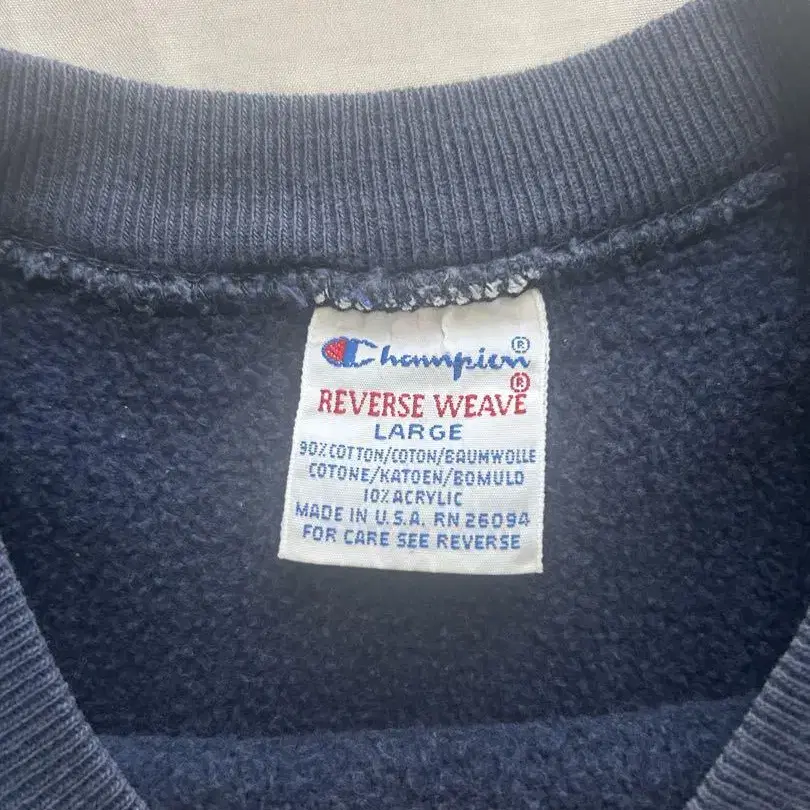 Champion®
REVERSE WEAVE®
LARGE
90% COTTON/COTON/BAUMWOLLE
COTONE/KATOEN/BOMULD
10% ACRYLIC
MADE IN U.S.A. RN 26094
FOR CARE SEE REVERSE